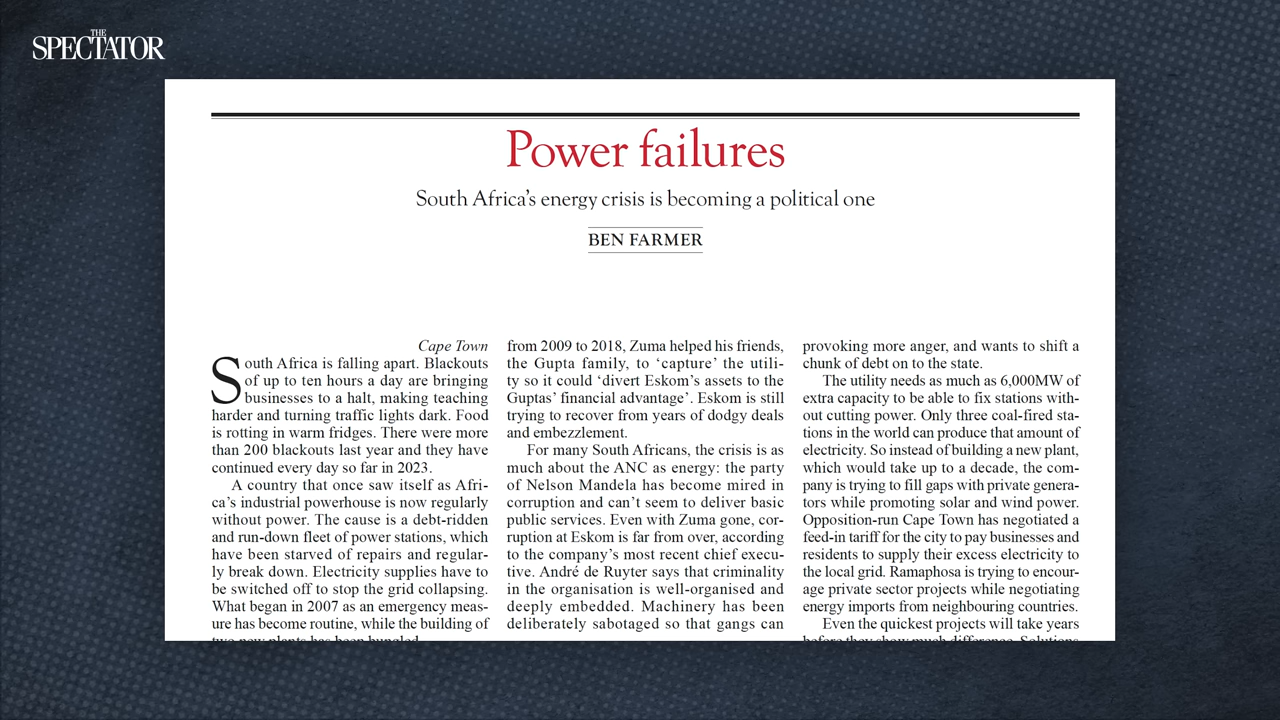 THE
SPECTATOR
Power failures
South Africa's energy crisis is becoming a political one
BEN FARMER
Cape Town
South Africa is falling apart. Blackouts
of up to ten hours a day are bringing
businesses to a halt, making teaching
harder and turning traffic lights dark. Food
is rotting in warm fridges. There were more
than 200 blackouts last year and they have
continued every day so far in 2023.
A country that once saw itself as Afri-
ca's industrial powerhouse is now regularly
without power. The cause is a debt-ridden
and run-down fleet of power stations, which
have been starved of repairs and regular-
ly break down. Electricity supplies have to
be switched off to stop the grid collapsing.
What began in 2007 as an emergency meas-
ure has become routine, while the building of
two new plants has been bungled.
from 2009 to 2018, Zuma helped his friends,
the Gupta family, to 'capture' the utili-
ty so it could 'divert Eskom's assets to the
Guptas' financial advantage'. Eskom is still
trying to recover from years of dodgy deals
and embezzlement.
For many South Africans, the crisis is as
much about the ANC as energy: the party
of Nelson Mandela has become mired in
corruption and can't seem to deliver basic
public services. Even with Zuma gone, cor-
ruption at Eskom is far from over, according
to the company's most recent chief execu-
tive. André de Ruyter says that criminality
in the organisation is well-organised and
deeply embedded. Machinery has been
deliberately sabotaged so that gangs can
provoking more anger, and wants to shift a
chunk of debt on to the state.
The utility needs as much as 6,000MW of
extra capacity to be able to fix stations with-
out cutting power. Only three coal-fired sta-
tions in the world can produce that amount of
electricity. So instead of building a new plant,
which would take up to a decade, the com-
pany is trying to fill gaps with private genera-
tors while promoting solar and wind power.
Opposition-run Cape Town has negotiated a
feed-in tariff for the city to pay businesses and
residents to supply their excess electricity to
the local grid. Ramaphosa is trying to encour-
age private sector projects while negotiating
energy imports from neighbouring countries.
Even the quickest projects will take years
before they show much difference. Solutions